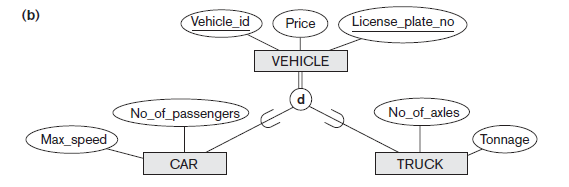 (b)
Vehicle_id
Price
License_plate_no
VEHICLE
d
No_of_passengers
No_of_axles
Max_speed
Tonnage
CAR
TRUCK